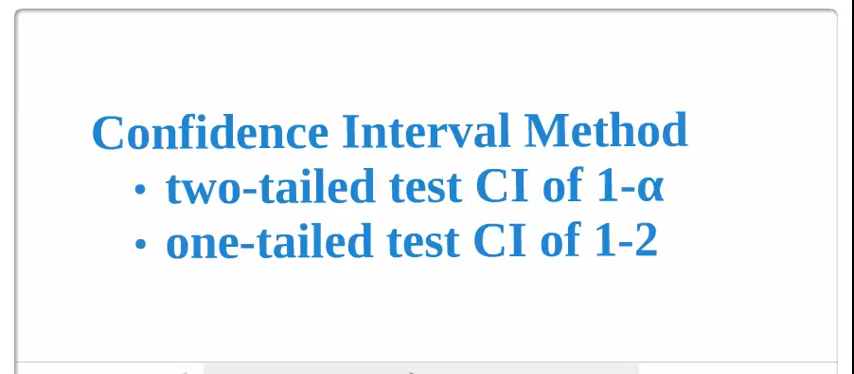 Confidence Interval Method
• two-tailed test CI of 1-α
• one-tailed test CI of 1-2